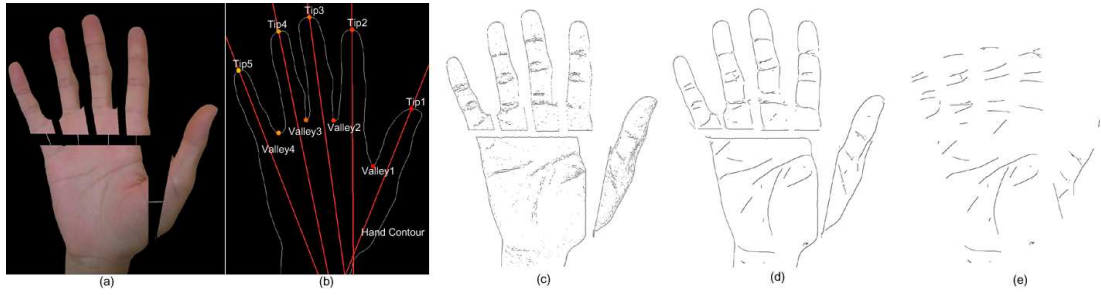 Tip3
Tip4
Tip2
Tip5
Tip1
Valley3
Valley2
Valley4
Valley1
Hand Contour
(a)
(b)
(c)
(d)
(e)